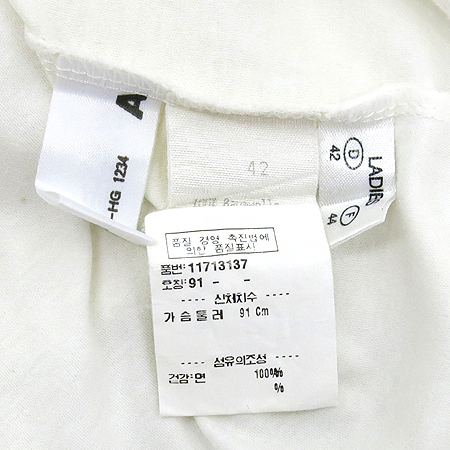 A
-HG 1234
42
100% Baumwolle
LADIE
D
42
F
44
품질 경영 촉진법에
의한 품질표시
품번:11713137
호칭:91 - -
---- 신체치수 ----
가슴둘레 91 Cm
---- 섬유의조성 ----
겉감:면 100%
%